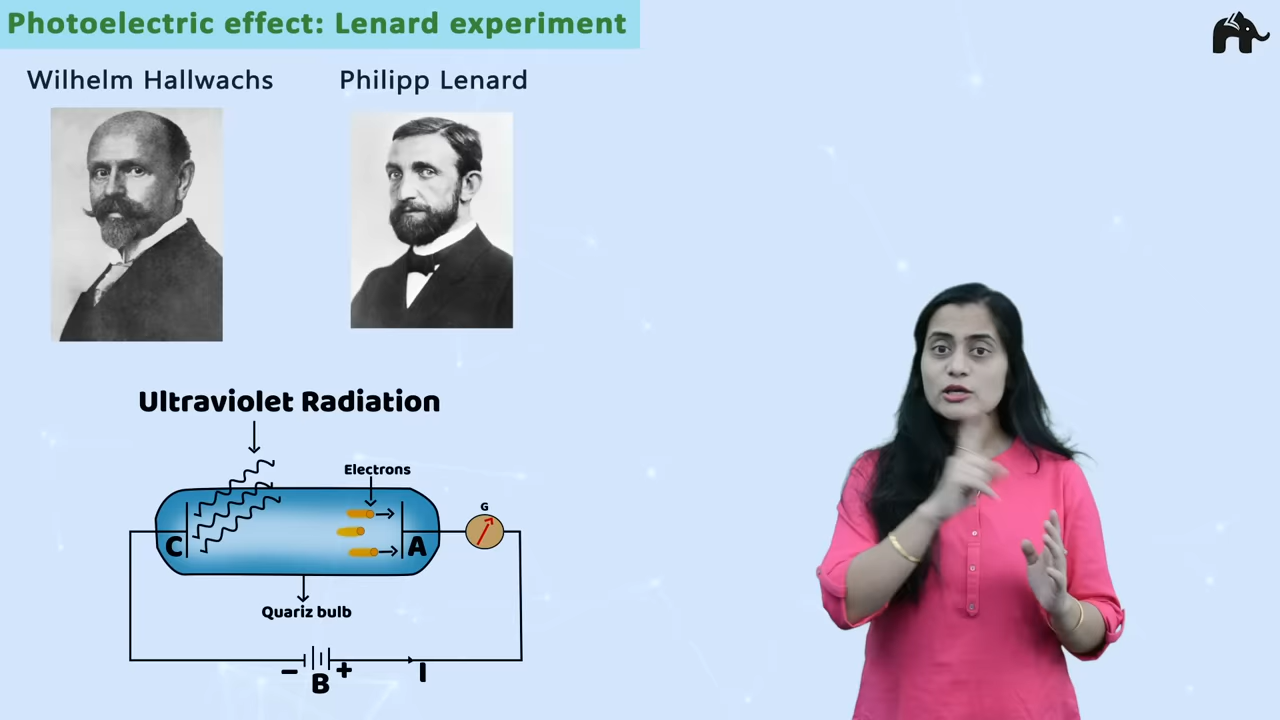 Photoelectric effect: Lenard experiment
Wilhelm Hallwachs
Philipp Lenard
Ultraviolet Radiation
Electrons
G
C
A
Quariz bulb
− B + I